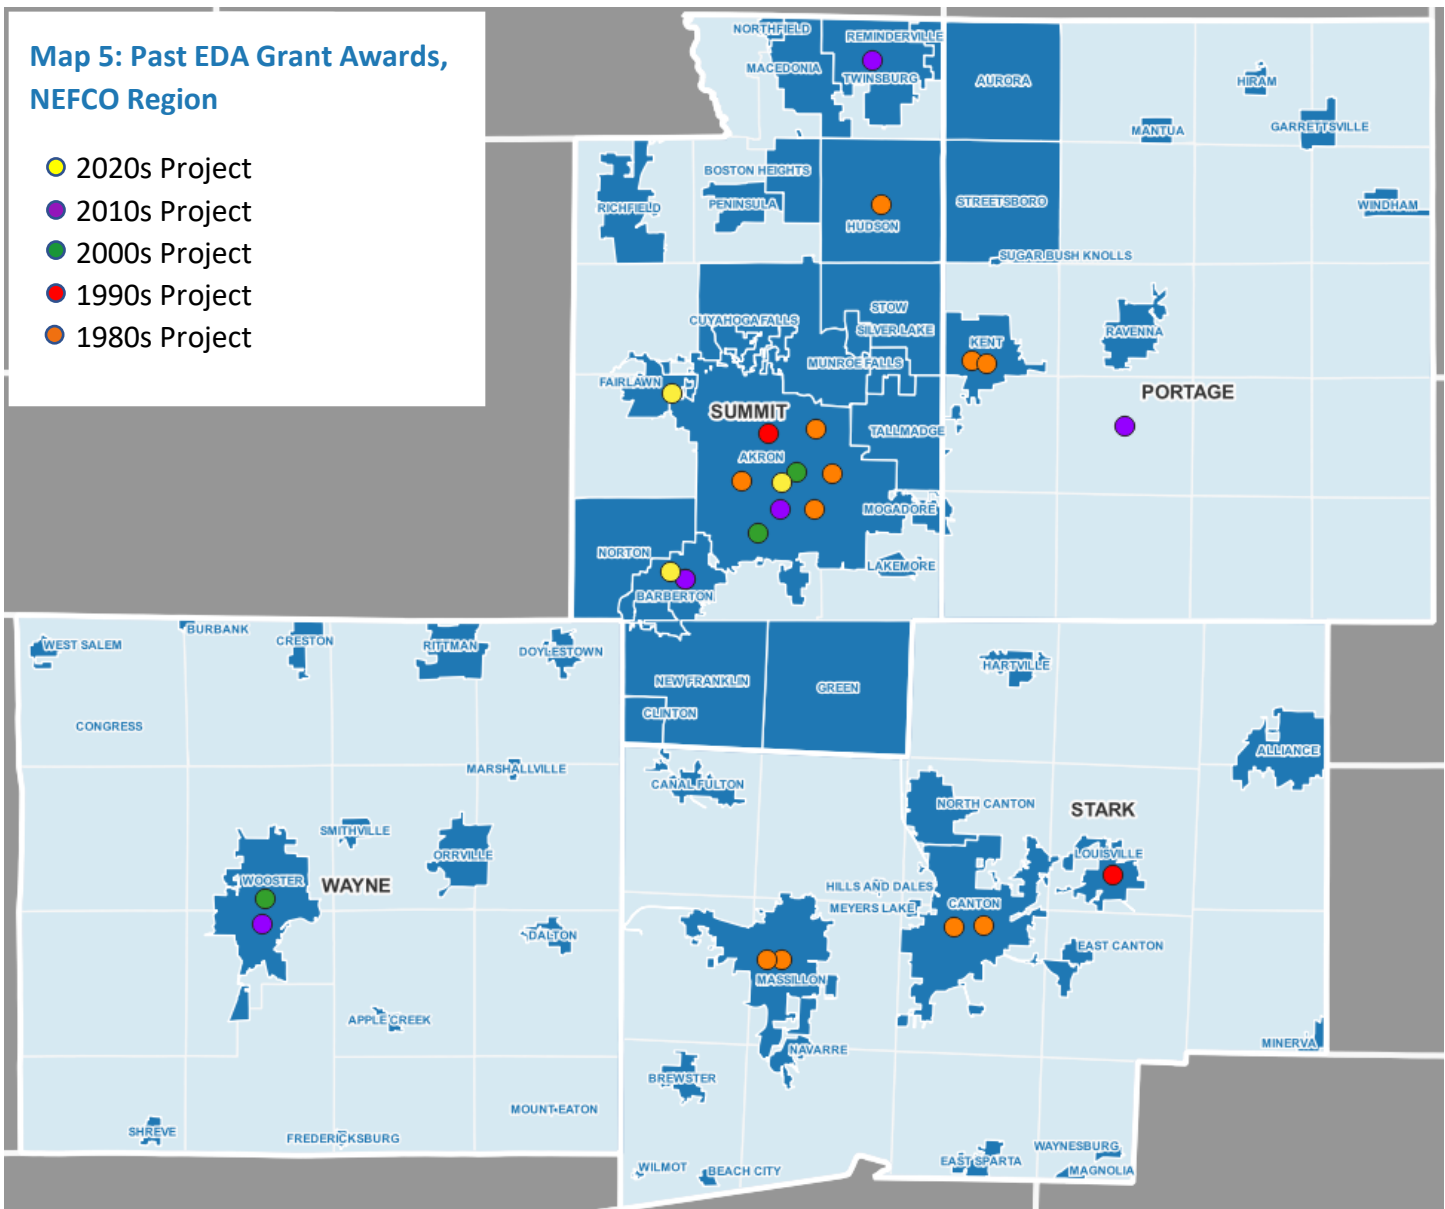 Map 5: Past EDA Grant Awards,
NEFCO Region
2020s Project
2010s Project
2000s Project
1990s Project
1980s Project
NORTHFIELD
REMINDERVILLE
MACEDONIA
TWINSBURG
AURORA
HIRAM
MANTUA
GARRETTSVILLE
BOSTON HEIGHTS
RICHFIELD
PENINSULA
HUDSON
STREETSBORO
WINDHAM
SUGAR BUSH KNOLLS
CUYAHOGA FALLS
STOW
SILVER LAKE
KENT
RAVENNA
MUNROE FALLS
FAIRLAWN
PORTAGE
SUMMIT
TALLMADGE
AKRON
MOGADORE
NORTON
LAKEMORE
BARBERTON
WEST SALEM
BURBANK
CRESTON
RITTMAN
DOYLESTOWN
HARTVILLE
NEW FRANKLIN
GREEN
CLINTON
CONGRESS
ALLIANCE
MARSHALLVILLE
CANAL FULTON
NORTH CANTON
STARK
SMITHVILLE
ORRVILLE
LOUISVILLE
WOOSTER
WAYNE
HILLS AND DALES
MEYERS LAKE
CANTON
DALTON
EAST CANTON
MASSILLON
APPLE CREEK
MINERVA
NAVARRE
BREWSTER
MOUNT EATON
SHREVE
FREDERICKSBURG
WAYNESBURG
EAST SPARTA
WILMOT
BEACH CITY
MAGNOLIA